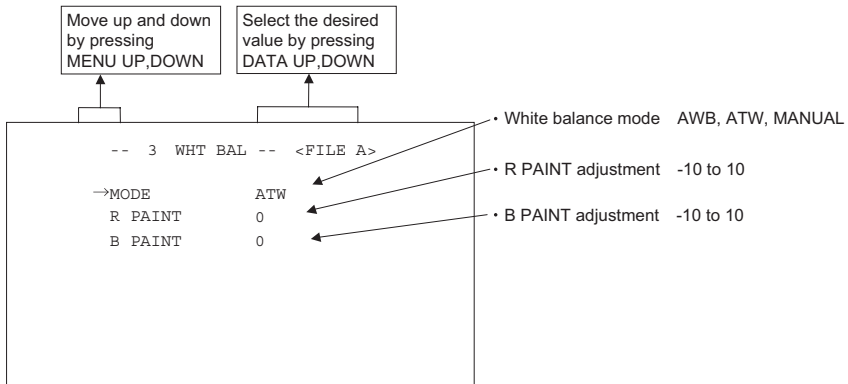 Move up and down
by pressing
MENU UP,DOWN
Select the desired
value by pressing
DATA UP,DOWN
-- 3 WHT BAL -- <FILE A>
→MODE ATW
R PAINT 0
B PAINT 0
• White balance mode AWB, ATW, MANUAL
• R PAINT adjustment -10 to 10
• B PAINT adjustment -10 to 10